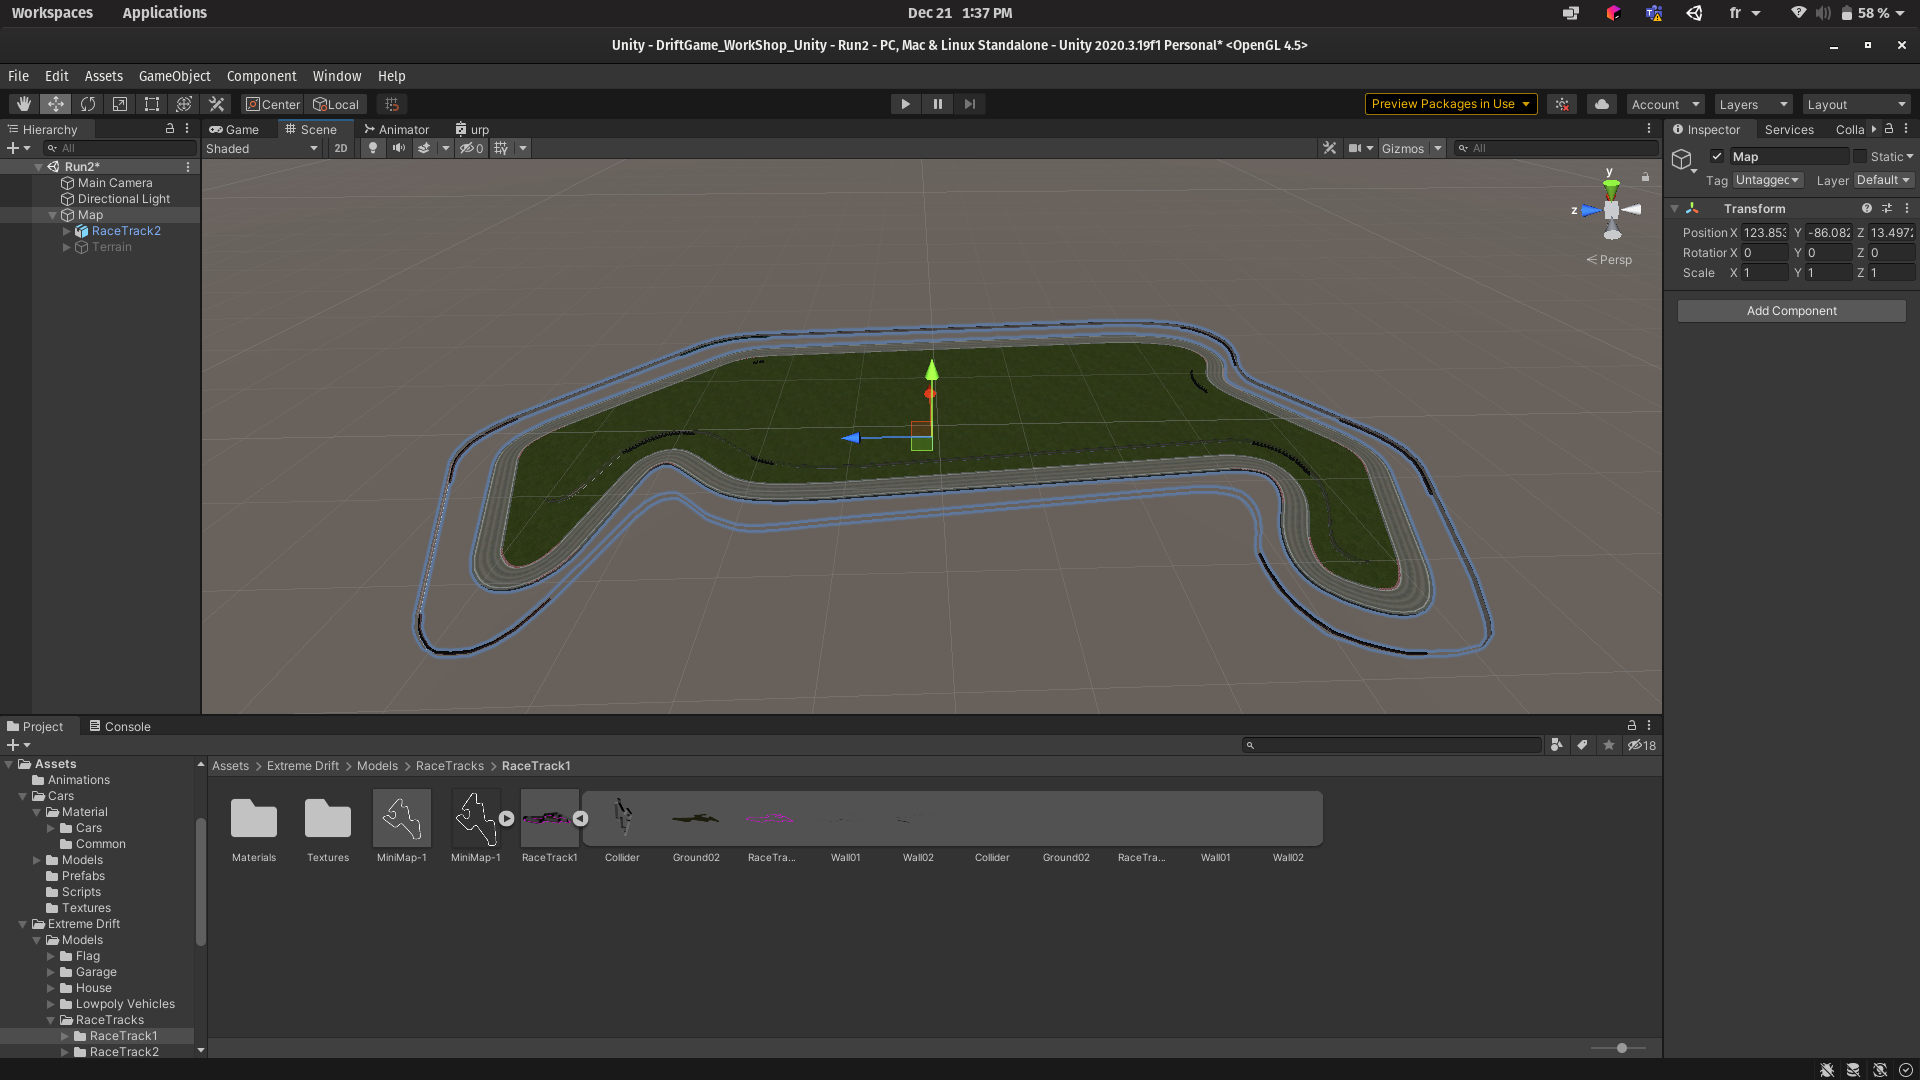 Workspaces Applications Dec 21 1:37 PM fr 58 %
Unity - DriftGame_WorkShop_Unity - Run2 - PC, Mac & Linux Standalone - Unity 2020.3.19f1 Personal* <OpenGL 4.5>
File Edit Assets GameObject Component Window Help
Center Local Preview Packages in Use Account Layers Layout
Hierarchy Game Scene Animator urp Inspector Services Colla
All Shaded 2D 0 Gizmos All
Run2*
Main Camera
Directional Light
Map
RaceTrack2
Terrain
y
z
Persp
Map Static
Tag Untaggec Layer Default
Transform
Position X 123.853 Y -86.082 Z 13.4972
Rotatior X 0 Y 0 Z 0
Scale X 1 Y 1 Z 1
Add Component
Project Console
18
Assets
Animations
Cars
Material
Cars
Common
Models
Prefabs
Scripts
Textures
Extreme Drift
Models
Flag
Garage
House
Lowpoly Vehicles
RaceTracks
RaceTrack1
RaceTrack2
Assets > Extreme Drift > Models > RaceTracks > RaceTrack1
Materials Textures MiniMap-1 MiniMap-1 RaceTrack1 Collider Ground02 RaceTra... Wall01 Wall02 Collider Ground02 RaceTra... Wall01 Wall02